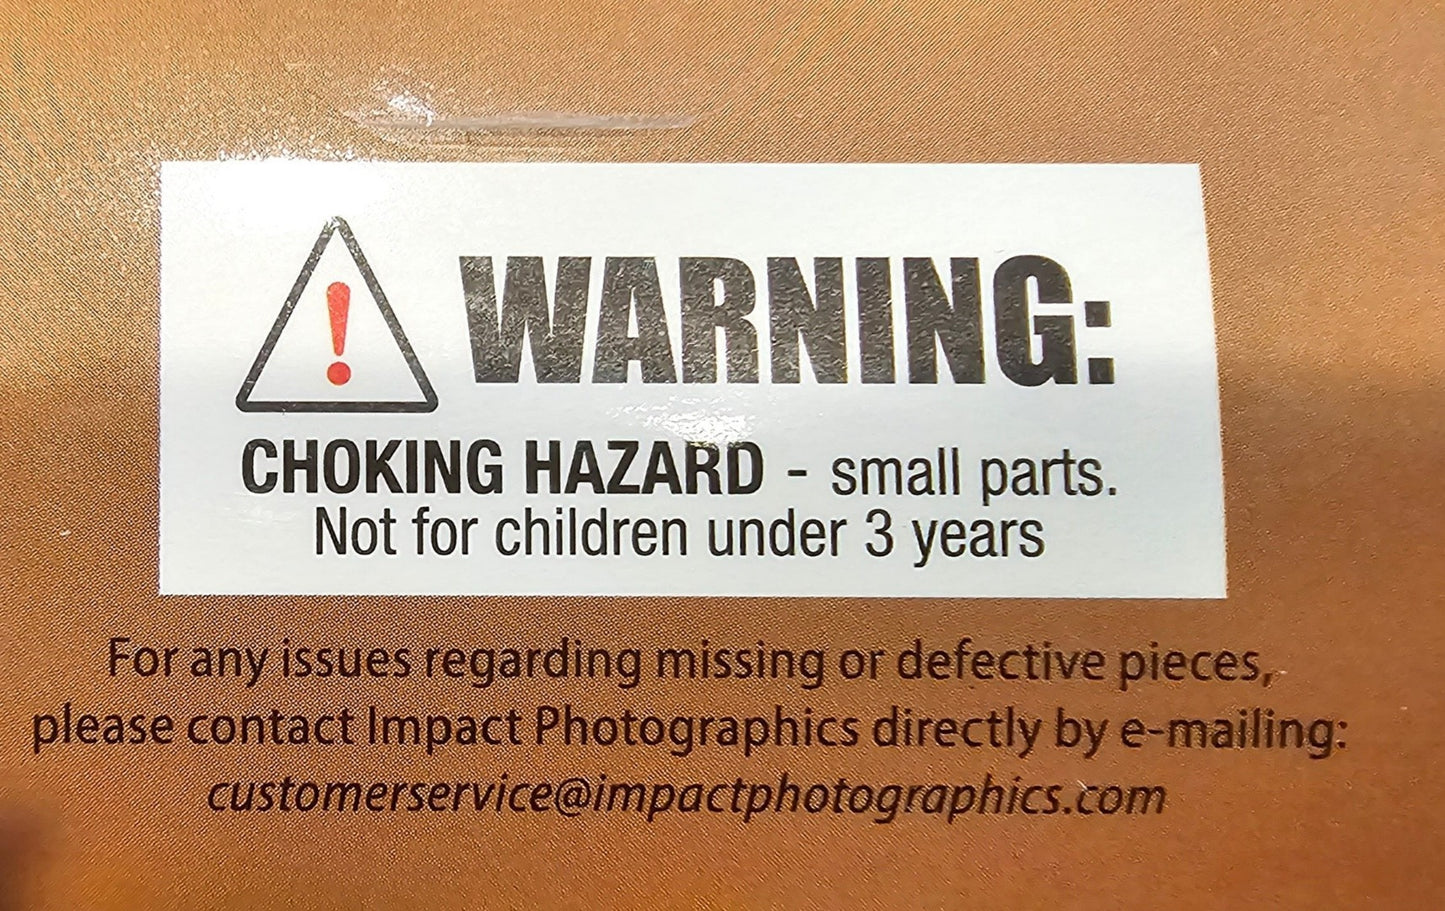 WARNING:
CHOKING HAZARD - small parts.
Not for children under 3 years
For any issues regarding missing or defective pieces,
please contact Impact Photographics directly by e-mailing:
customerservice@impactphotographics.com